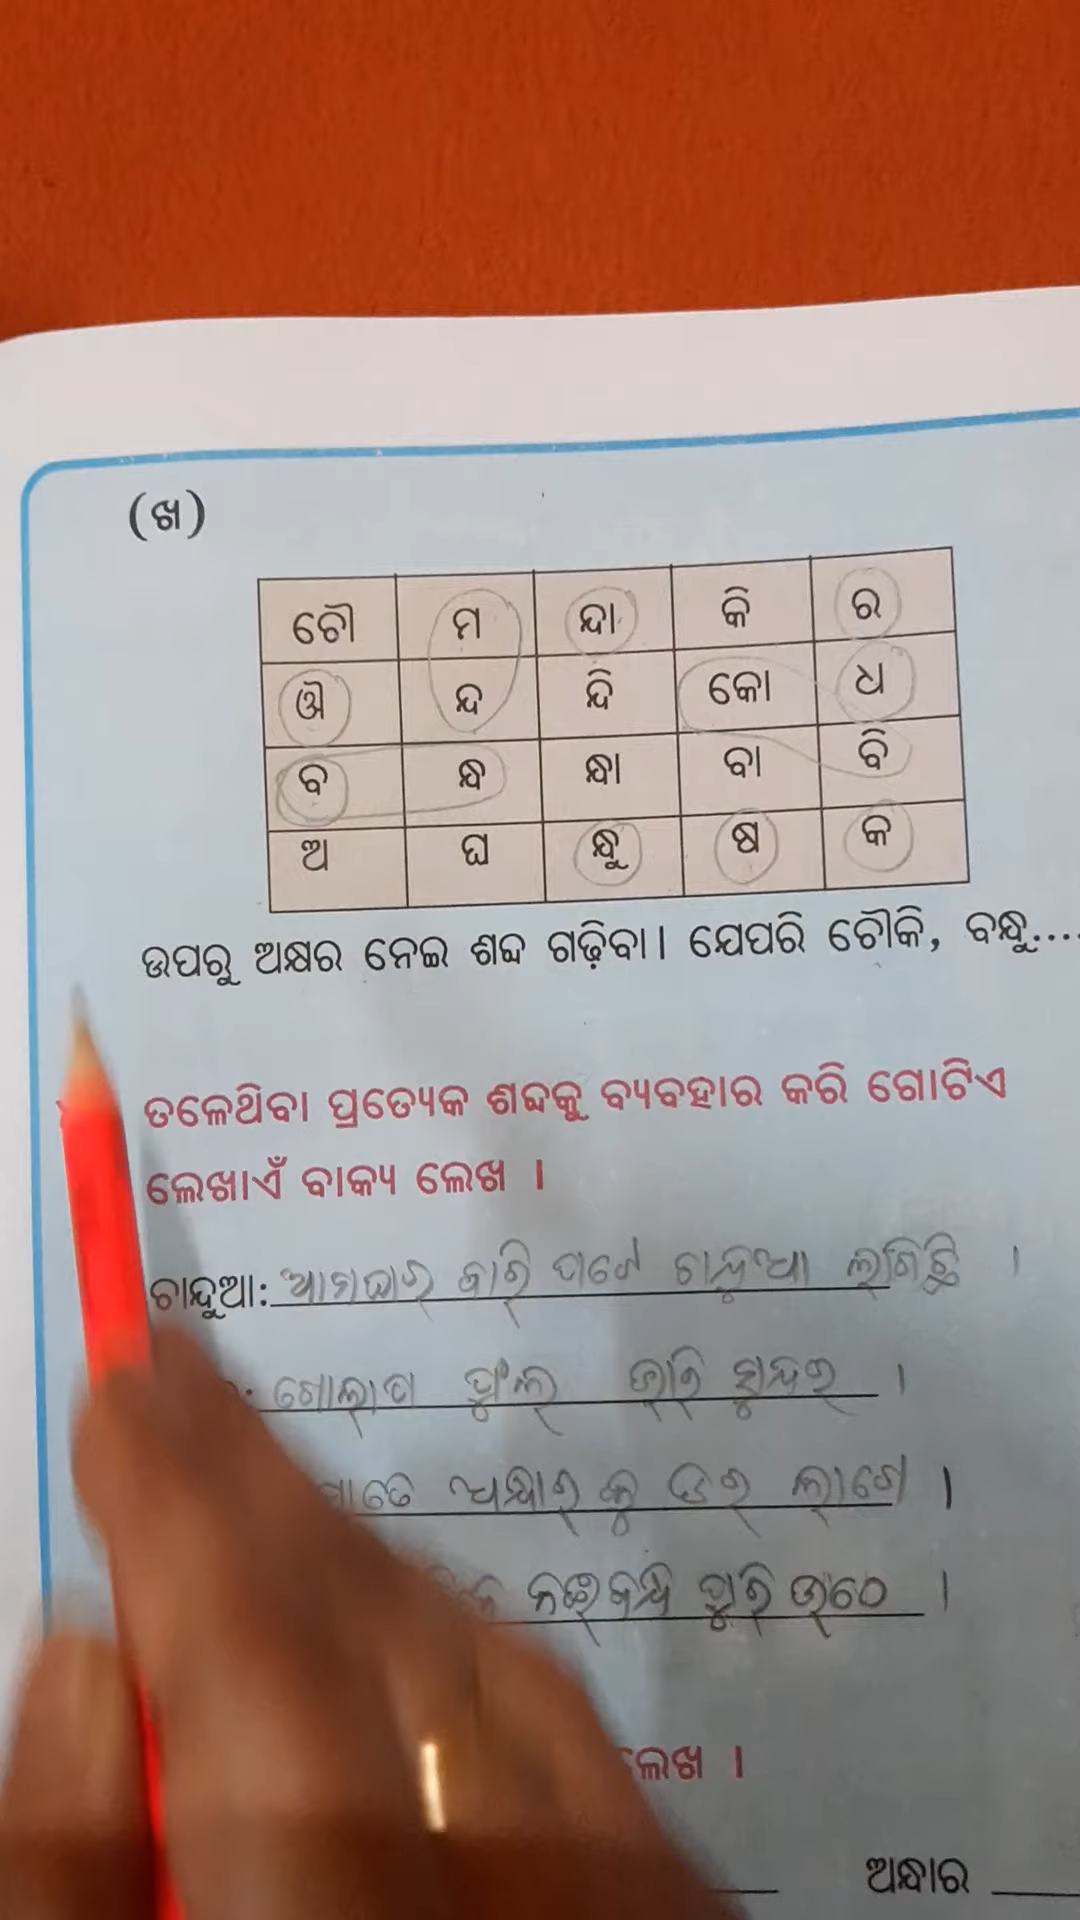 (ଖ)
ଚୌ ମ ନ୍ଦା କି ର
ଔ ନ୍ଦ ନ୍ଦି କୋ ଧ
ବ ନ୍ଧ ନ୍ଧା ବା ବି
ଅ ଘ ନ୍ଧୁ ଷ କ
ଉପରୁ ଅକ୍ଷର ନେଇ ଶବ୍ଦ ଗଢ଼ିବା । ଯେପରି ଚୌକି, ବନ୍ଧୁ....
ତଳେଥିବା ପ୍ରତ୍ୟେକ ଶବ୍ଦକୁ ବ୍ୟବହାର କରି ଗୋଟିଏ
ଲେଖାଏଁ ବାକ୍ୟ ଲେଖ ।
ଚାନ୍ଦୁଆ: ଆମଘର ବାରି ପଟେ ଚାନ୍ଦୁଆ ଲାଗିଛି ।
ଗୋଲାପ ଫୁଲ ଭାରି ସୁନ୍ଦର ।
ଅନ୍ଧାର କୁ ଡର ଲାଗେ ।
ଲେଖ ।
ଅନ୍ଧାର